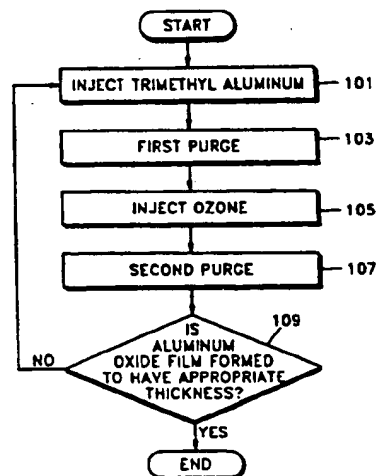 START
INJECT TRIMETHYL ALUMINUM
101
FIRST PURGE
103
INJECT OZONE
105
SECOND PURGE
107
109
IS
ALUMINUM
OXIDE FILM FORMED
TO HAVE APPROPRIATE
THICKNESS?
NO
YES
END